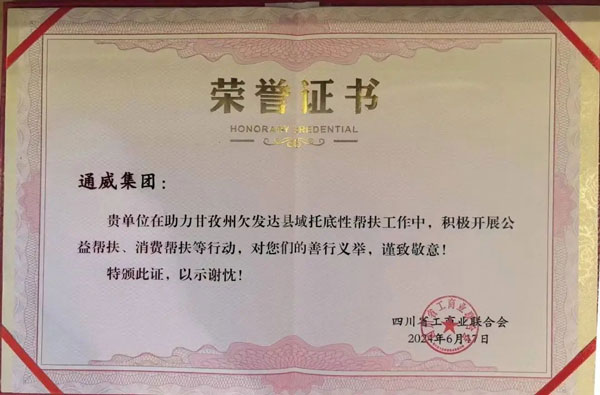 荣誉证书
HONORARY CREDENTIAL
通威集团：
贵单位在助力甘孜州欠发达县域托底性帮扶工作中，积极开展公
益帮扶、消费帮扶等行动，对您们的善行义举，谨致敬意！
特颁此证，以示谢忱！
四川省工商业联合会
2024年6月17日